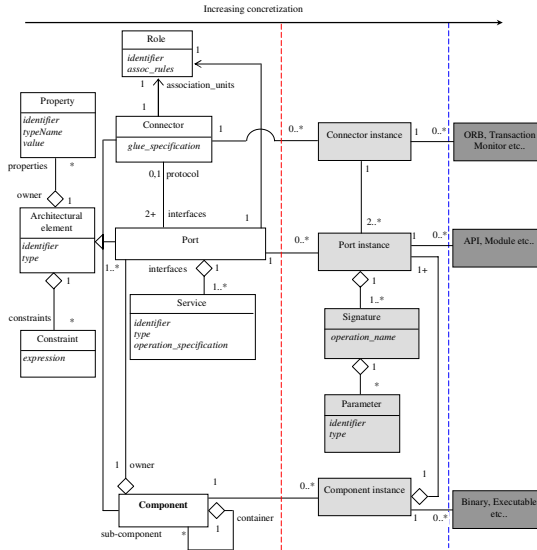 Increasing concretization
Role
identifier
assoc_rules
1
1
association_units
1
Property
identifier
typeName
value
properties
*
owner
1
Connector
glue_specification
1
0..*
Connector instance
1
0..*
ORB, Transaction
Monitor etc..
0,1
protocol
1
2+
interfaces
1
2..*
Architectural
element
identifier
type
1
Port
1
0..*
Port instance
1
0..*
API, Module etc..
1..*
interfaces
1
1..*
1
1..*
1+
Service
identifier
type
operation_specification
Signature
operation_name
1
*
constraints
*
Constraint
expression
Parameter
identifier
type
1
owner
1
0..*
1
Component
1
container
sub-component
*
Component instance
1
0..*
Binary, Executable
etc..